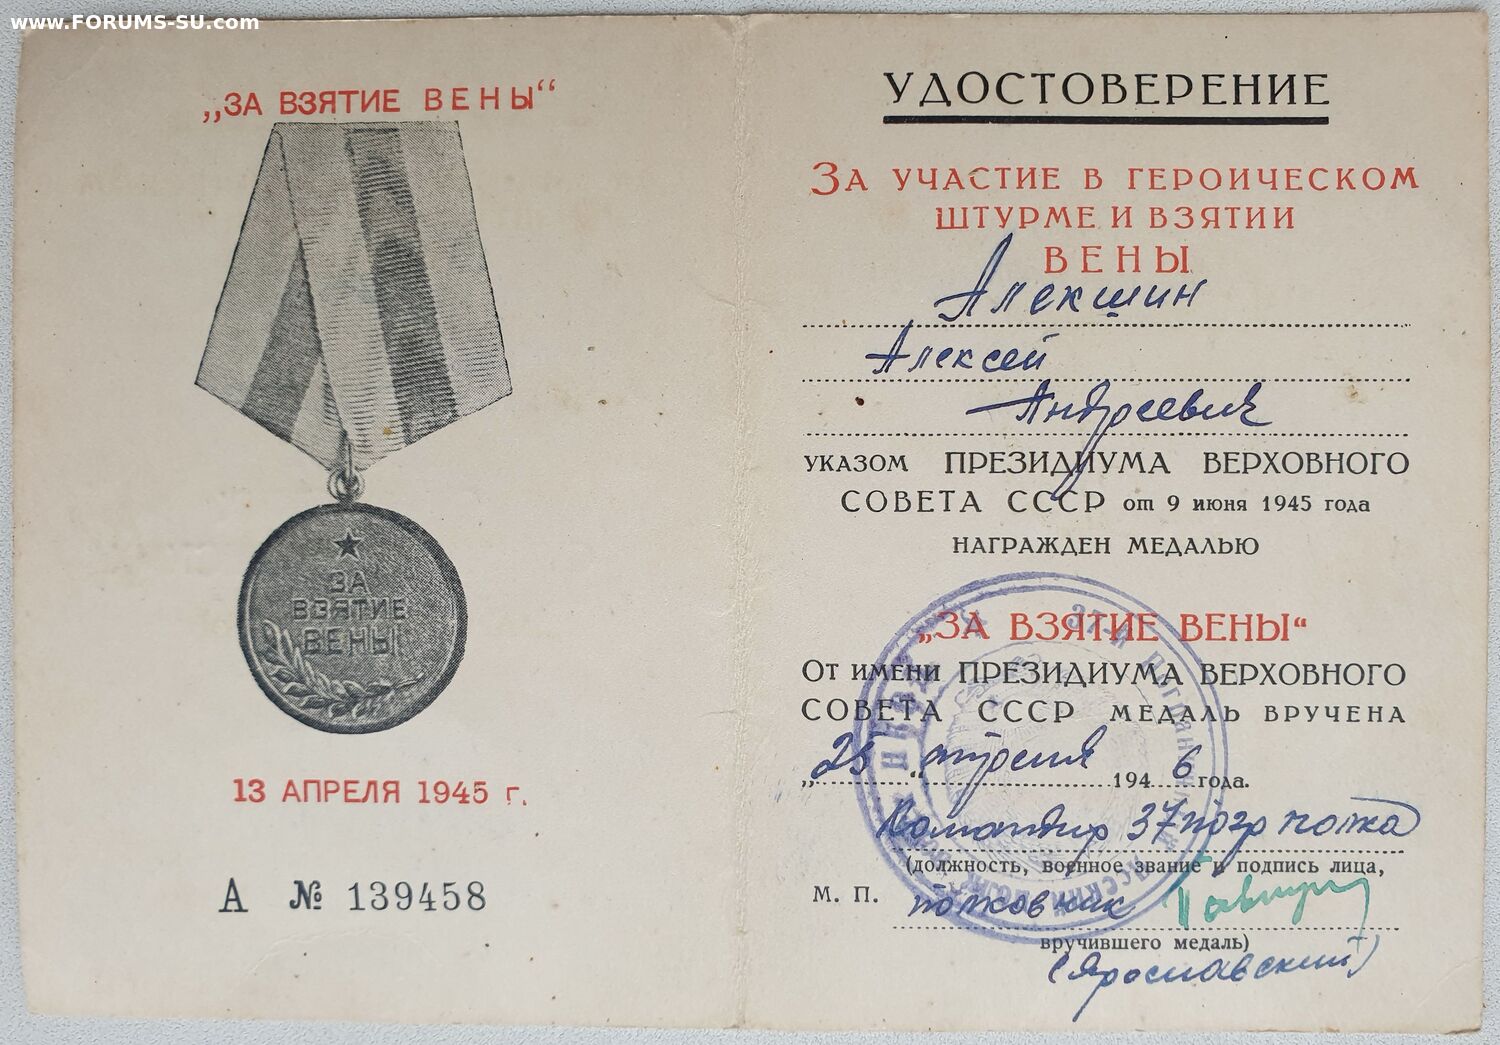 www.FORUMS-SU.com
„ЗА ВЗЯТИЕ ВЕНЫ“
ЗА
ВЗЯТИЕ
ВЕНЫ
13 АПРЕЛЯ 1945 г.
А № 139458
УДОСТОВЕРЕНИЕ
ЗА УЧАСТИЕ В ГЕРОИЧЕСКОМ
ШТУРМЕ И ВЗЯТИИ
ВЕНЫ
Алекшин
Алексей
Андреевич
УКАЗОМ ПРЕЗИДИУМА ВЕРХОВНОГО
СОВЕТА СССР от 9 июня 1945 года
НАГРАЖДЕН МЕДАЛЬЮ
„ЗА ВЗЯТИЕ ВЕНЫ“
От имени ПРЕЗИДИУМА ВЕРХОВНОГО
СОВЕТА СССР МЕДАЛЬ ВРУЧЕНА
„25“ апреля 1946 года.
Командир 37 погр полка
(должность, военное звание и подпись лица,
М. П. полковник
вручившего медаль)
(Ярославский)
37-й
НКВД